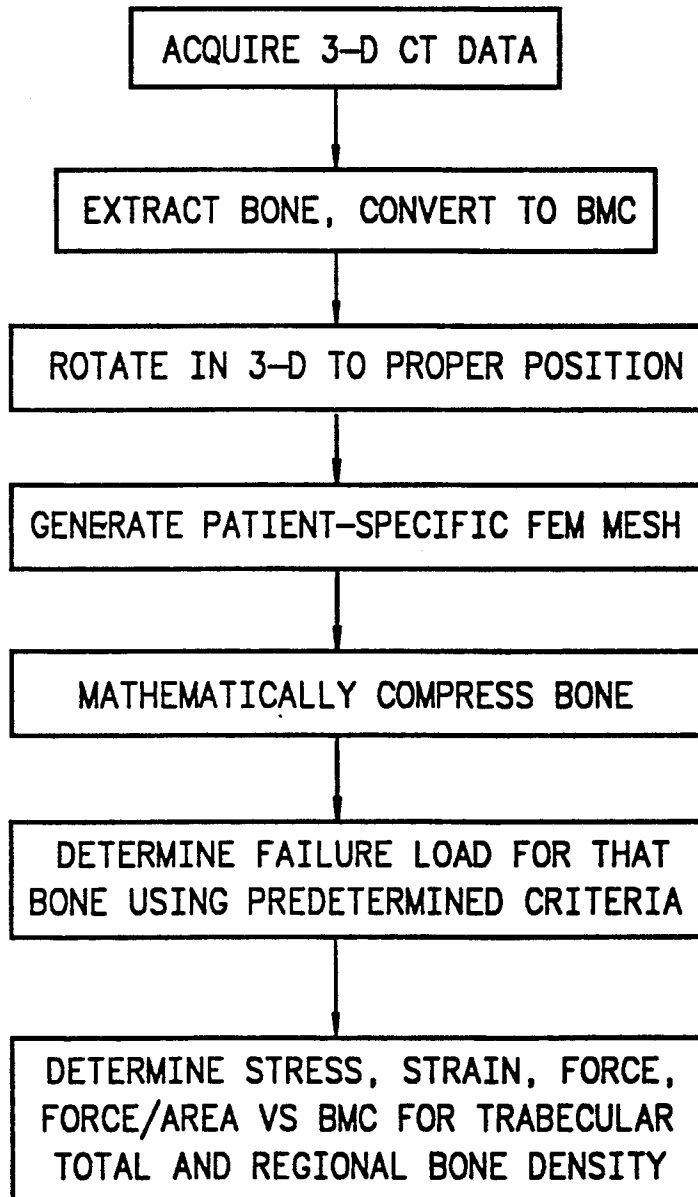 ACQUIRE 3-D CT DATA
EXTRACT BONE, CONVERT TO BMC
ROTATE IN 3-D TO PROPER POSITION
GENERATE PATIENT-SPECIFIC FEM MESH
MATHEMATICALLY COMPRESS BONE
DETERMINE FAILURE LOAD FOR THAT
BONE USING PREDETERMINED CRITERIA
DETERMINE STRESS, STRAIN, FORCE,
FORCE/AREA VS BMC FOR TRABECULAR
TOTAL AND REGIONAL BONE DENSITY